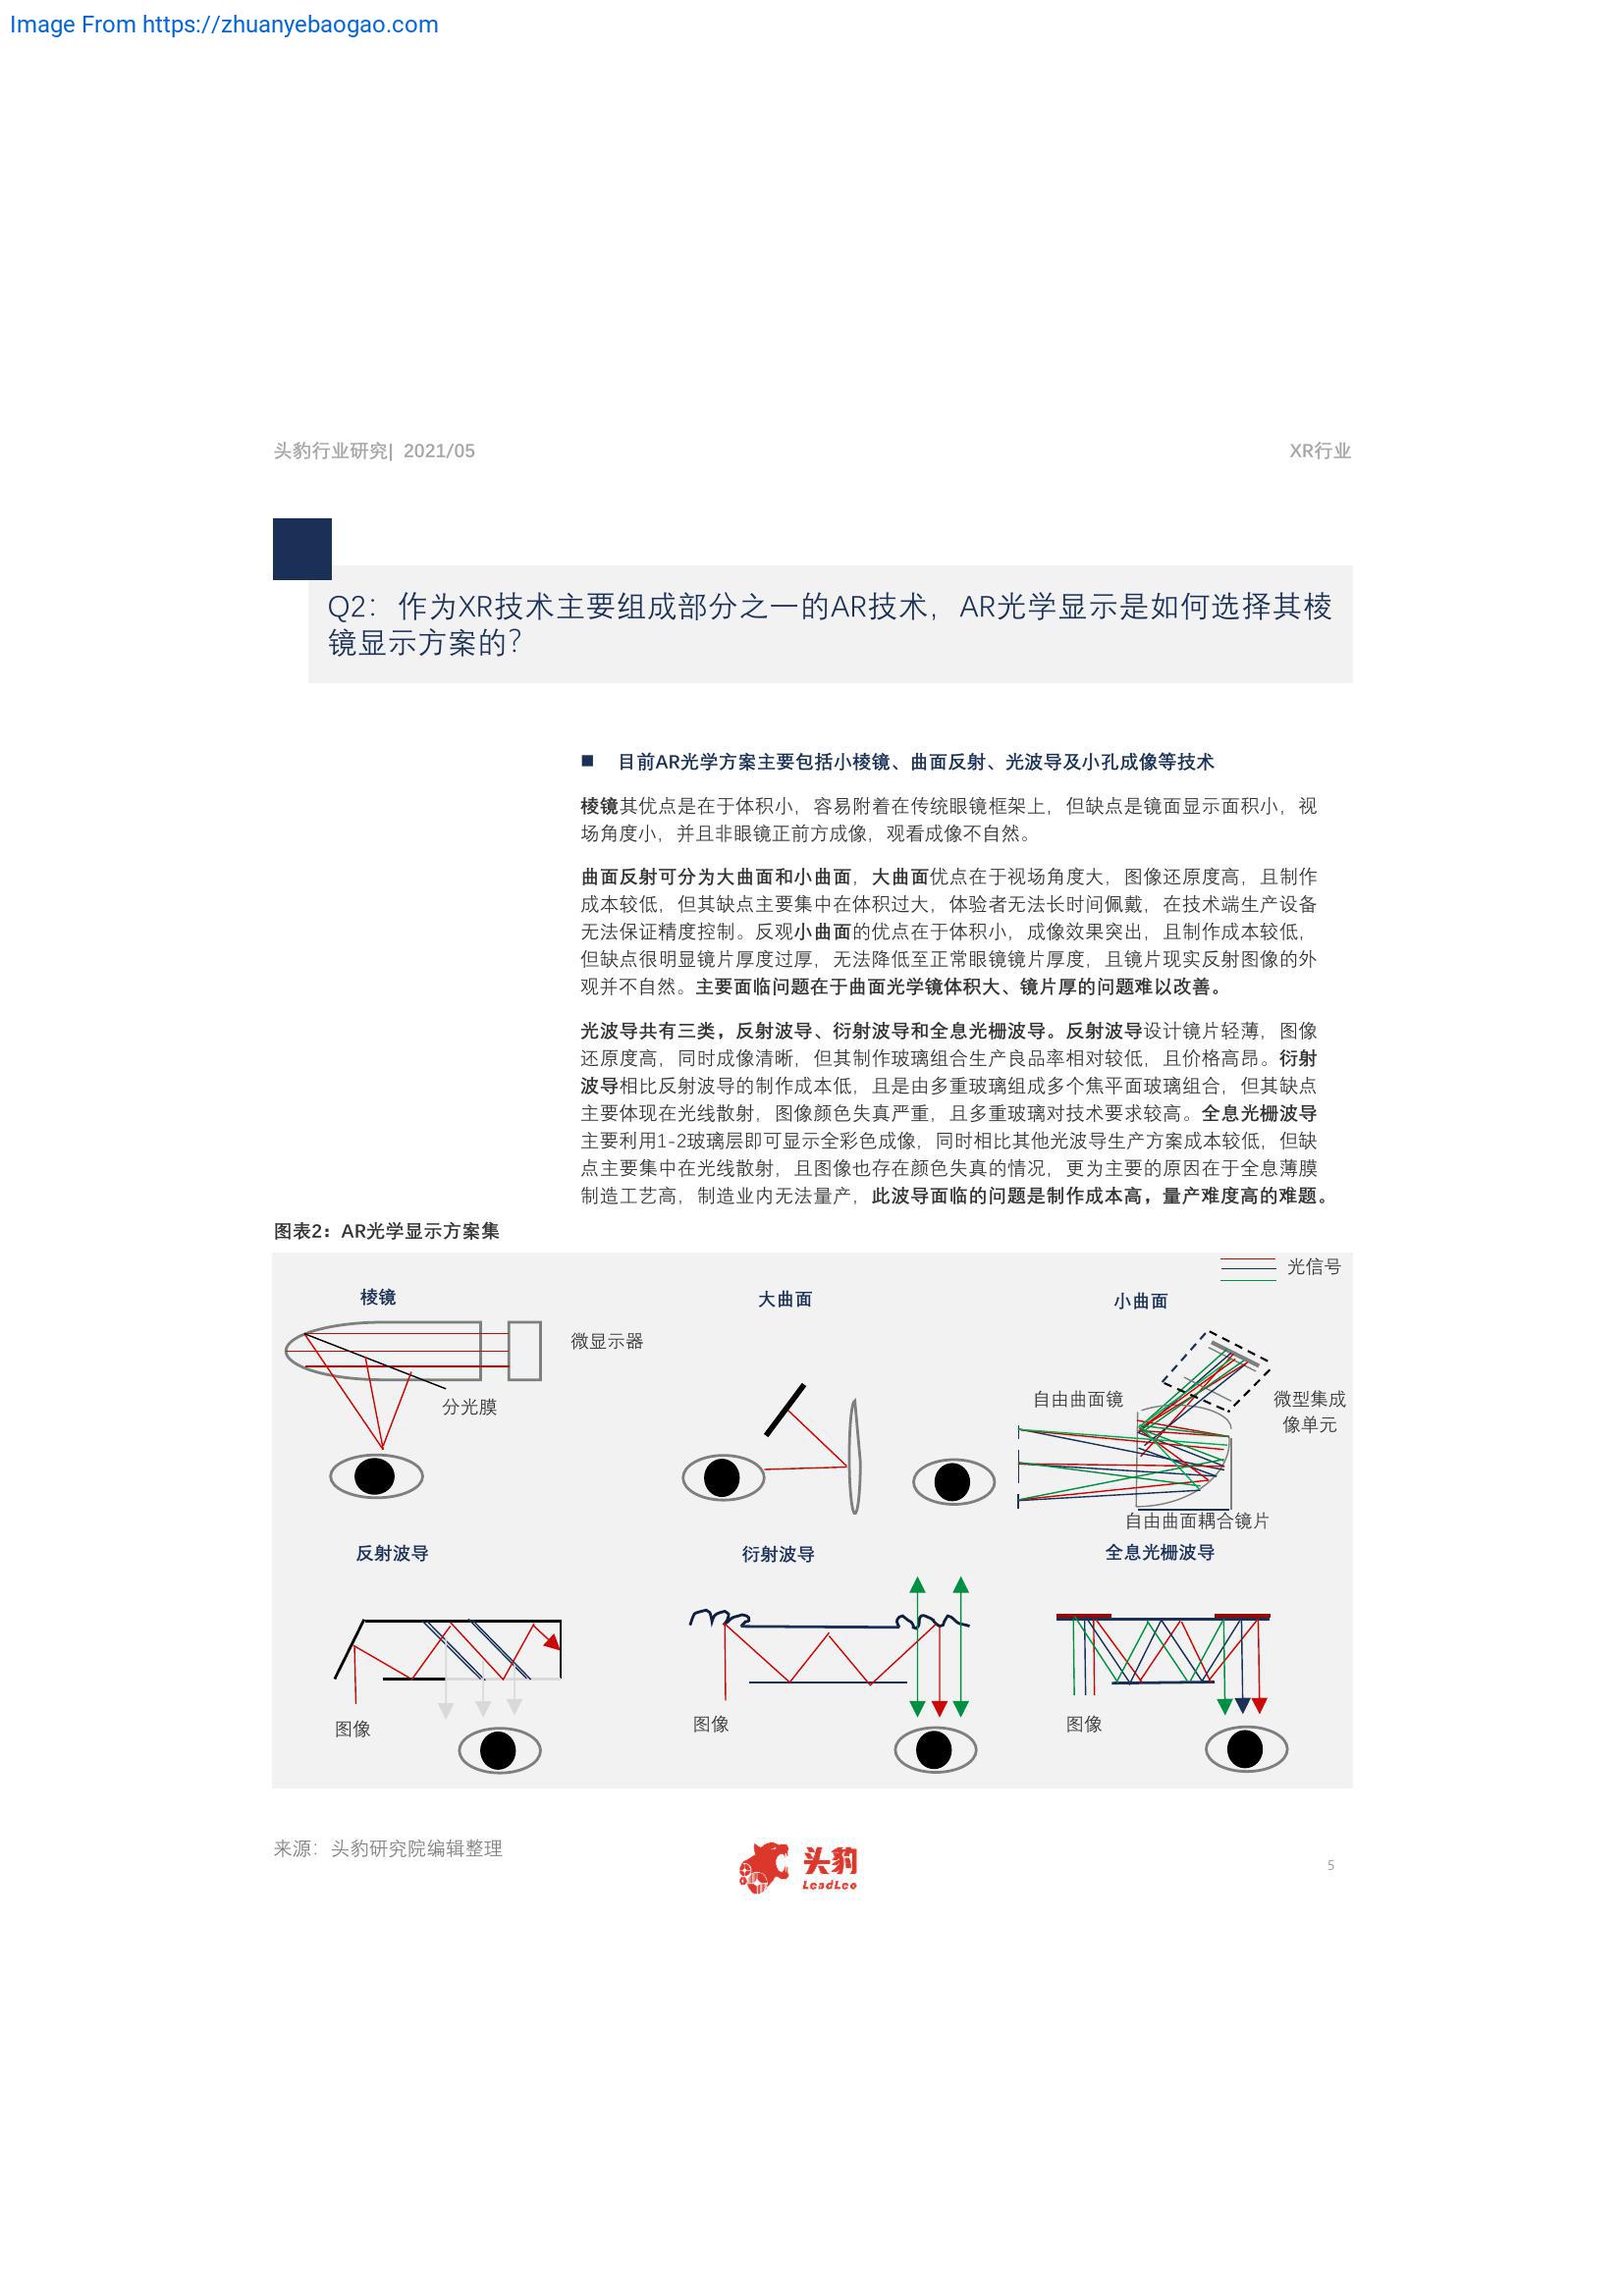 Image From https://zhuanyebaogao.com
头豹行业研究| 2021/05
XR行业
Q2：作为XR技术主要组成部分之一的AR技术，AR光学显示是如何选择其棱
镜显示方案的？
■ 目前AR光学方案主要包括小棱镜、曲面反射、光波导及小孔成像等技术
棱镜其优点是在于体积小，容易附着在传统眼镜框架上，但缺点是镜面显示面积小，视
场角度小，并且非眼镜正前方成像，观看成像不自然。
曲面反射可分为大曲面和小曲面，大曲面优点在于视场角度大，图像还原度高，且制作
成本较低，但其缺点主要集中在体积过大，体验者无法长时间佩戴，在技术端生产设备
无法保证精度控制。反观小曲面的优点在于体积小，成像效果突出，且制作成本较低，
但缺点很明显镜片厚度过厚，无法降低至正常眼镜镜片厚度，且镜片现实反射图像的外
观并不自然。主要面临问题在于曲面光学镜体积大、镜片厚的问题难以改善。
光波导共有三类，反射波导、衍射波导和全息光栅波导。反射波导设计镜片轻薄，图像
还原度高，同时成像清晰，但其制作玻璃组合生产良品率相对较低，且价格高昂。衍射
波导相比反射波导的制作成本低，且是由多重玻璃组成多个焦平面玻璃组合，但其缺点
主要体现在光线散射，图像颜色失真严重，且多重玻璃对技术要求较高。全息光栅波导
主要利用1-2玻璃层即可显示全彩色成像，同时相比其他光波导生产方案成本较低，但缺
点主要集中在光线散射，且图像也存在颜色失真的情况，更为主要的原因在于全息薄膜
制造工艺高，制造业内无法量产，此波导面临的问题是制作成本高，量产难度高的难题。
图表2：AR光学显示方案集
光信号
棱镜
大曲面
小曲面
微显示器
分光膜
自由曲面镜
微型集成
像单元
自由曲面耦合镜片
反射波导
衍射波导
全息光栅波导
图像
图像
图像
来源：头豹研究院编辑整理
头豹
LeadLeo
5